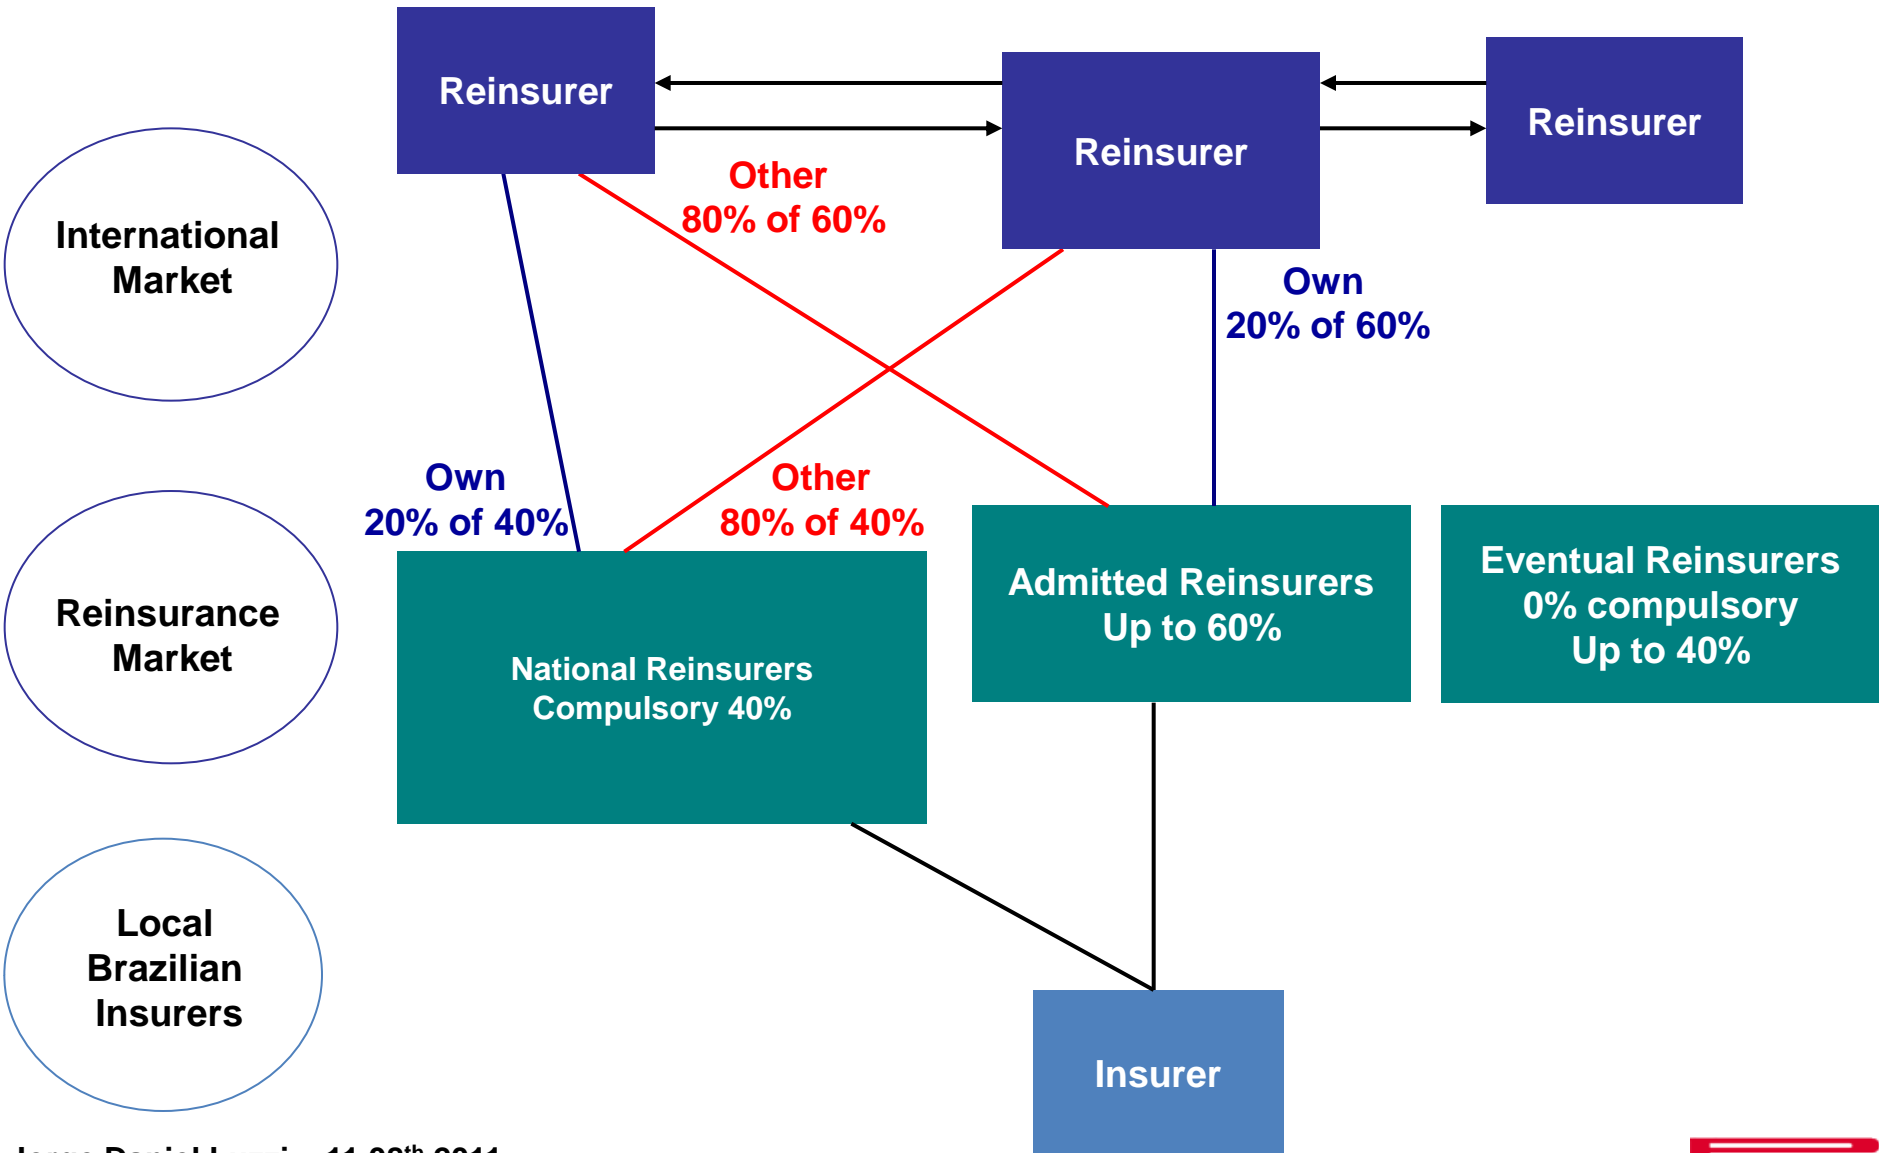 Reinsurer
Reinsurer
Reinsurer
Other
80% of 60%
International
Market
Own
20% of 60%
Own
20% of 40%
Other
80% of 40%
Reinsurance
Market
National Reinsurers
Compulsory 40%
Admitted Reinsurers
Up to 60%
Eventual Reinsurers
0% compulsory
Up to 40%
Local
Brazilian
Insurers
Insurer